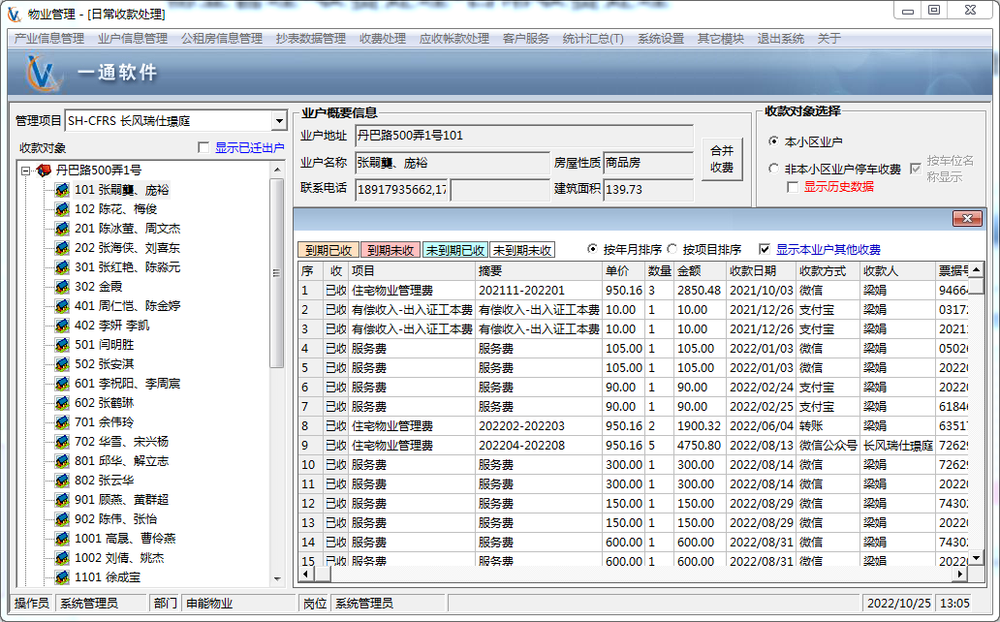 物业管理 - [日常收款处理]
产业信息管理 业户信息管理 公租房信息管理 抄表数据管理 收费处理 应收帐款处理 客户服务 统计汇总(T) 系统设置 其它模块 退出系统 关于
一通软件
管理项目 SH-CFRS 长风瑞仕璟庭
收款对象 显示已迁出户
丹巴路500弄1号
101 张嗣龑、庞裕
102 陈花、梅俊
201 陈冰莹、周文杰
202 张海侠、刘喜东
301 张红艳、陈淼元
302 金霞
401 周仁恺、陈金婷
402 李妍 李凯
501 闫明胜
502 张安淇
601 李祝阳、李周宸
602 张鹤琳
701 余伟玲
702 华雪、宋兴杨
801 邱华、解立志
802 张云华
901 顾燕、黄群超
902 陈伟、张怡
1001 高晟、曹伶燕
1002 刘倩、姚杰
1101 徐成宝
业户概要信息
业户地址 丹巴路500弄1号101
业户名称 张嗣龑、庞裕 房屋性质 商品房
联系电话 18917935662,17 建筑面积 139.73
合并
收费
收款对象选择
本小区业户
非本小区业户停车收费 按车位名
称显示
显示历史数据
到期已收 到期未收 未到期已收 未到期未收 按年月排序 按项目排序 显示本业户其他收费
序 收 项目 摘要 单价 数量 金额 收款日期 收款方式 收款人 票据号
1 已收 住宅物业管理费 202111-202201 950.16 3 2850.48 2021/10/03 微信 梁娟 9466
2 已收 有偿收入-出入证工本费 有偿收入-出入证工本费 10.00 1 10.00 2021/12/26 支付宝 梁娟 0317
3 已收 有偿收入-出入证工本费 有偿收入-出入证工本费 10.00 1 10.00 2021/12/26 支付宝 梁娟 2021
4 已收 服务费 服务费 105.00 1 105.00 2022/01/03 微信 梁娟 0502
5 已收 服务费 服务费 105.00 1 105.00 2022/01/03 微信 梁娟 2022
6 已收 服务费 服务费 90.00 1 90.00 2022/02/24 支付宝 梁娟 2022
7 已收 服务费 服务费 90.00 1 90.00 2022/02/25 支付宝 梁娟 6184
8 已收 住宅物业管理费 202202-202203 950.16 2 1900.32 2022/06/04 转账 梁娟 6351
9 已收 住宅物业管理费 202204-202208 950.16 5 4750.80 2022/08/13 微信公众号 长风瑞仕璟庭 7262
10 已收 服务费 服务费 300.00 1 300.00 2022/08/14 微信 梁娟 7262
11 已收 服务费 服务费 300.00 1 300.00 2022/08/14 微信 梁娟 2022
12 已收 服务费 服务费 150.00 1 150.00 2022/08/29 微信 梁娟 7430
13 已收 服务费 服务费 150.00 1 150.00 2022/08/29 微信 梁娟 2022
14 已收 服务费 服务费 600.00 1 600.00 2022/08/31 微信 梁娟 7430
15 已收 服务费 服务费 600.00 1 600.00 2022/08/31 微信 梁娟 2022
操作员 系统管理员 部门 申能物业 岗位 系统管理员 2022/10/25 13:05